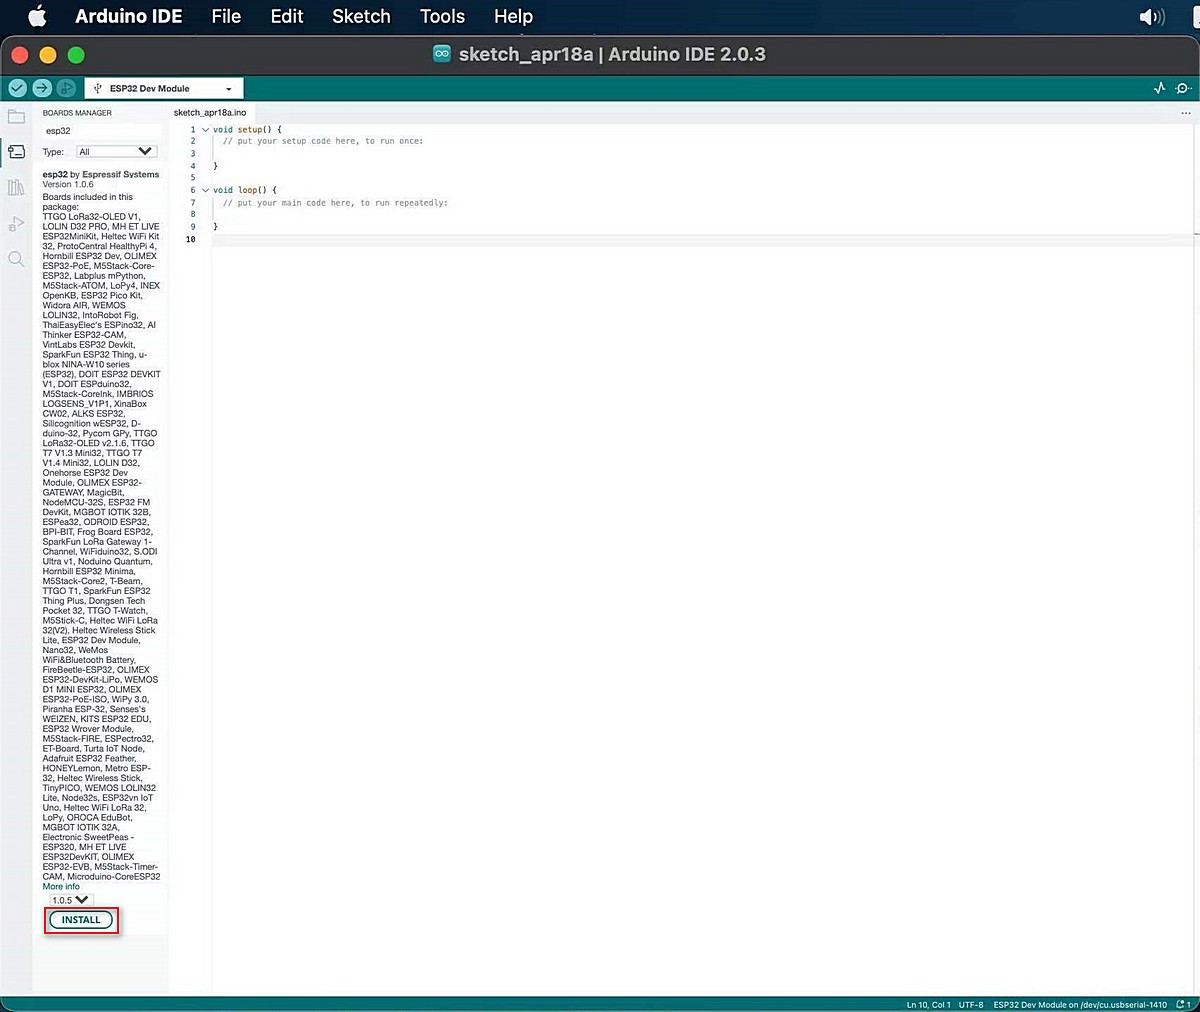 Arduino IDE File Edit Sketch Tools Help
sketch_apr18a | Arduino IDE 2.0.3
ESP32 Dev Module
BOARDS MANAGER
esp32
Type: All
esp32 by Espressif Systems
Version 1.0.6
Boards included in this
package:
TTGO LoRa32-OLED V1,
LOLIN D32 PRO, MH ET LIVE
ESP32MiniKit, Heltec WiFi Kit
32, ProtoCentral HealthyPi 4,
Hornbill ESP32 Dev, OLIMEX
ESP32-PoE, M5Stack-Core-
ESP32, Labplus mPython,
M5Stack-ATOM, LoPy4, INEX
OpenKB, ESP32 Pico Kit,
Widora AIR, WEMOS
LOLIN32, IntoRobot Fig,
ThaiEasyElec's ESPino32, AI
Thinker ESP32-CAM,
VintLabs ESP32 Devkit,
SparkFun ESP32 Thing, u-
blox NINA-W10 series
(ESP32), DOIT ESP32 DEVKIT
V1, DOIT ESPduino32,
M5Stack-CoreInk, IMBRIOS
LOGSENS_V1P1, XinaBox
CW02, ALKS ESP32,
Silicognition wESP32, D-
duino-32, Pycom GPy, TTGO
LoRa32-OLED v2.1.6, TTGO
T7 V1.3 Mini32, TTGO T7
V1.4 Mini32, LOLIN D32,
Onehorse ESP32 Dev
Module, OLIMEX ESP32-
GATEWAY, MagicBit,
NodeMCU-32S, ESP32 FM
DevKit, MGBOT IOTIK 32B,
ESPea32, ODROID ESP32,
BPI-BIT, Frog Board ESP32,
SparkFun LoRa Gateway 1-
Channel, WiFiduino32, S.ODI
Ultra v1, Noduino Quantum,
Hornbill ESP32 Minima,
M5Stack-Core2, T-Beam,
TTGO T1, SparkFun ESP32
Thing Plus, Dongsen Tech
Pocket 32, TTGO T-Watch,
M5Stick-C, Heltec WiFi LoRa
32(V2), Heltec Wireless Stick
Lite, ESP32 Dev Module,
Nano32, WeMos
WiFi&Bluetooth Battery,
FireBeetle-ESP32, OLIMEX
ESP32-DevKit-LiPo, WEMOS
D1 MINI ESP32, OLIMEX
ESP32-PoE-ISO, WiPy 3.0,
Piranha ESP-32, Senses's
WEIZEN, KITS ESP32 EDU,
ESP32 Wrover Module,
M5Stack-FIRE, ESPectro32,
ET-Board, Turta IoT Node,
Adafruit ESP32 Feather,
HONEYLemon, Metro ESP-
32, Heltec Wireless Stick,
TinyPICO, WEMOS LOLIN32
Lite, Node32s, ESP32vn IoT
Uno, Heltec WiFi LoRa 32,
LoPy, OROCA EduBot,
MGBOT IOTIK 32A,
Electronic SweetPeas -
ESP320, MH ET LIVE
ESP32DevKIT, OLIMEX
ESP32-EVB, M5Stack-Timer-
CAM, Microduino-CoreESP32
More info
1.0.5
INSTALL
sketch_apr18a.ino
1 void setup() {
2 // put your setup code here, to run once:
3
4 }
5
6 void loop() {
7 // put your main code here, to run repeatedly:
8
9 }
10
Ln 10, Col 1 UTF-8 ESP32 Dev Module on /dev/cu.usbserial-1410 1